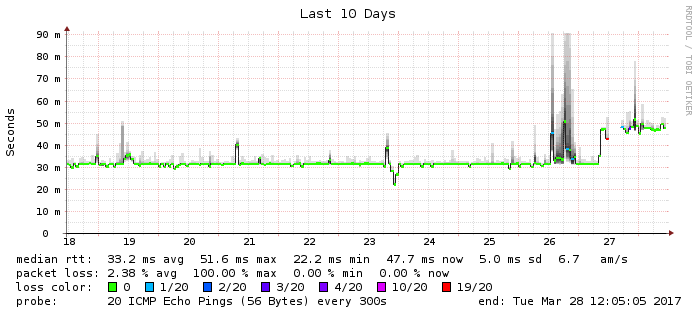 Last 10 Days
RRDTOOL / TOBI OETIKER
Seconds
90 m
80 m
70 m
60 m
50 m
40 m
30 m
20 m
10 m
0
18 19 20 21 22 23 24 25 26 27
median rtt: 33.2 ms avg 51.6 ms max 22.2 ms min 47.7 ms now 5.0 ms sd 6.7 am/s
packet loss: 2.38 % avg 100.00 % max 0.00 % min 0.00 % now
loss color: 0 1/20 2/20 3/20 4/20 10/20 19/20
probe: 20 ICMP Echo Pings (56 Bytes) every 300s end: Tue Mar 28 12:05:05 2017